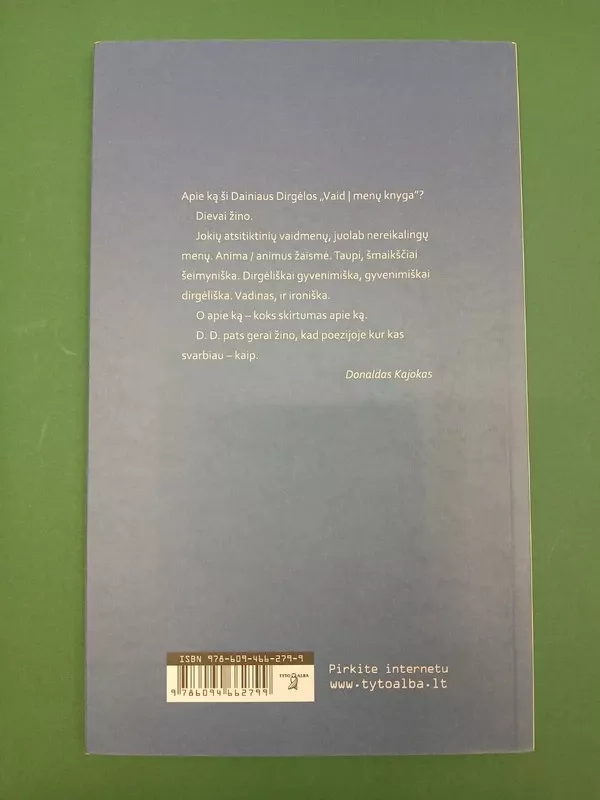 Apie ką ši Dainiaus Dirgėlos „Vaid | menų knyga“?
Dievai žino.
Jokių atsitiktinių vaidmenų, juolab nereikalingų
menų. Anima / animus žaismė. Taupi, šmaikščiai
šeimyniška. Dirgėliškai gyvenimiška, gyvenimiškai
dirgėliška. Vadinas, ir ironiška.
O apie ką – koks skirtumas apie ką.
D. D. pats gerai žino, kad poezijoje kur kas
svarbiau – kaip.
Donaldas Kajokas
ISBN 978-609-466-279-9
TYTO ALBA
9 786094 662799
Pirkite internetu
www.tytoalba.lt